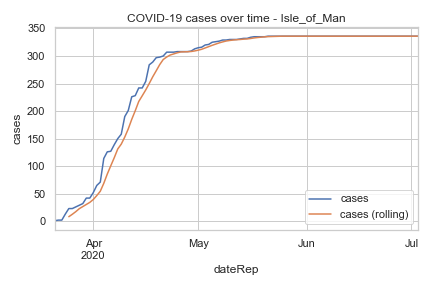 COVID-19 cases over time - Isle_of_Man
350
300
250
200
150
100
50
0
cases
cases
cases (rolling)
Apr
2020
May
Jun
Jul
dateRep